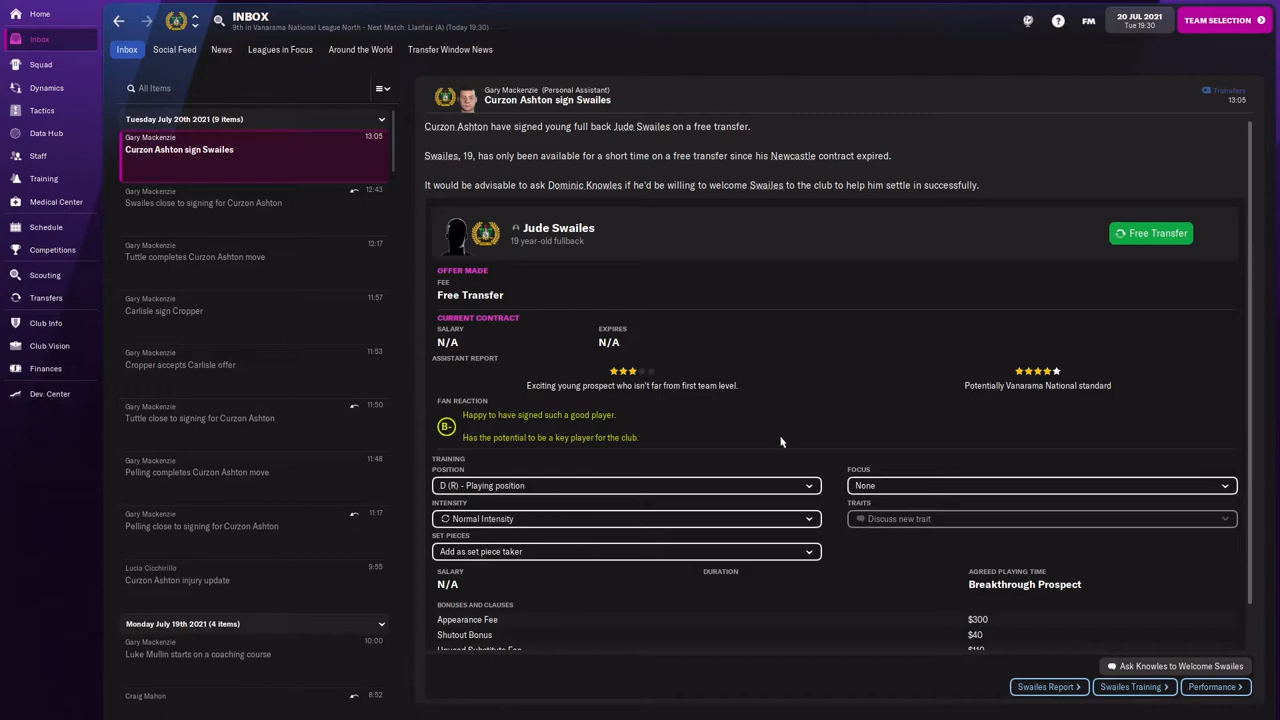 Home
Inbox
Squad
Dynamics
Tactics
Data Hub
Staff
Training
Medical Center
Schedule
Competitions
Scouting
Transfers
Club Info
Club Vision
Finances
Dev. Center
INBOX
9th in Vanarama National League North - Next Match: Llanfair (A) (Today 19:30)
FM
20 JUL 2021
Tue 19:30
TEAM SELECTION
Inbox
Social Feed
News
Leagues in Focus
Around the World
Transfer Window News
All Items
Tuesday July 20th 2021 (9 items)
Gary Mackenzie 13:05
Curzon Ashton sign Swailes
Gary Mackenzie 12:43
Swailes close to signing for Curzon Ashton
Gary Mackenzie 12:17
Tuttle completes Curzon Ashton move
Gary Mackenzie 11:57
Carlisle sign Cropper
Gary Mackenzie 11:53
Cropper accepts Carlisle offer
Gary Mackenzie 11:50
Tuttle close to signing for Curzon Ashton
Gary Mackenzie 11:48
Pelling completes Curzon Ashton move
Gary Mackenzie 11:17
Pelling close to signing for Curzon Ashton
Lucia Cicchirillo 9:55
Curzon Ashton injury update
Monday July 19th 2021 (4 items)
Gary Mackenzie 10:00
Luke Mullin starts on a coaching course
Craig Mahon 8:52
Gary Mackenzie (Personal Assistant)
Curzon Ashton sign Swailes
Transfers
13:05
Curzon Ashton have signed young full back Jude Swailes on a free transfer.
Swailes, 19, has only been available for a short time on a free transfer since his Newcastle contract expired.
It would be advisable to ask Dominic Knowles if he'd be willing to welcome Swailes to the club to help him settle in successfully.
Jude Swailes
19 year-old fullback
Free Transfer
OFFER MADE
FEE
Free Transfer
CURRENT CONTRACT
SALARY EXPIRES
N/A N/A
ASSISTANT REPORT
Exciting young prospect who isn't far from first team level. Potentially Vanarama National standard
FAN REACTION
B-
Happy to have signed such a good player.
Has the potential to be a key player for the club.
TRAINING
POSITION FOCUS
D (R) - Playing position None
INTENSITY TRAITS
Normal Intensity Discuss new trait
SET PIECES
Add as set piece taker
SALARY DURATION AGREED PLAYING TIME
N/A Breakthrough Prospect
BONUSES AND CLAUSES
Appearance Fee $300
Shutout Bonus $40
Unused Substitute Fee $110
Ask Knowles to Welcome Swailes
Swailes Report
Swailes Training
Performance